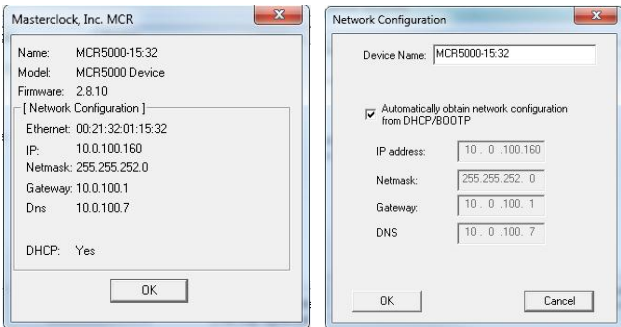 Masterclock, Inc. MCR
Name: MCR5000-15:32
Model: MCR5000 Device
Firmware: 2.8.10
[ Network Configuration ]
Ethernet: 00:21:32:01:15:32
IP: 10.0.100.160
Netmask: 255.255.252.0
Gateway: 10.0.100.1
Dns 10.0.100.7
DHCP: Yes
OK
Network Configuration
Device Name: MCR5000-15:32
Automatically obtain network configuration
from DHCP/BOOTP
IP address: 10 . 0 .100.160
Netmask: 255.255.252. 0
Gateway: 10 . 0 .100. 1
DNS 10 . 0 .100. 7
OK Cancel